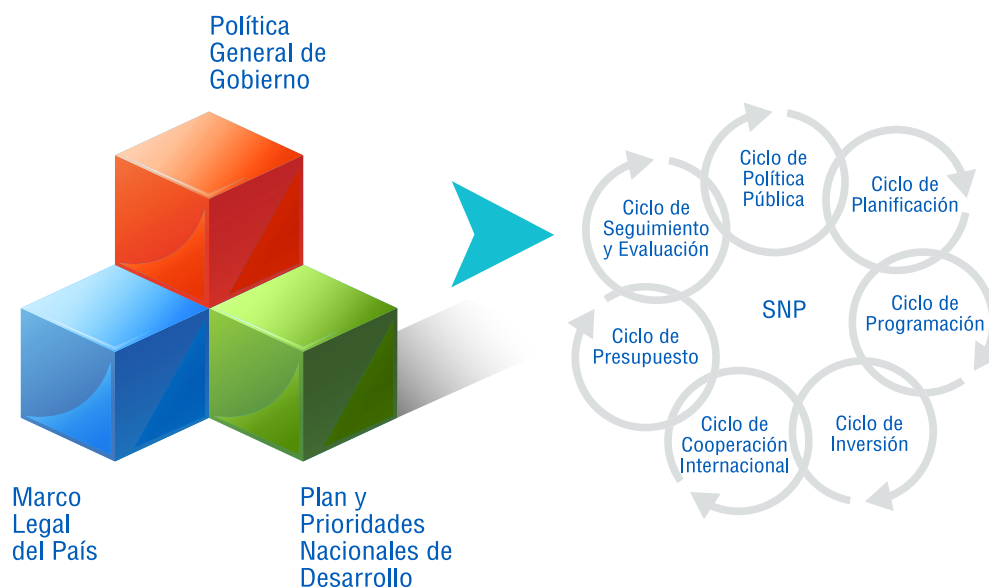 Política
General de
Gobierno
Marco
Legal
del País
Plan y
Prioridades
Nacionales de
Desarrollo
Ciclo de
Política
Pública
Ciclo de
Planificación
Ciclo de
Programación
Ciclo de
Inversión
Ciclo de
Cooperación
Internacional
Ciclo de
Presupuesto
Ciclo de
Seguimiento
y Evaluación
SNP